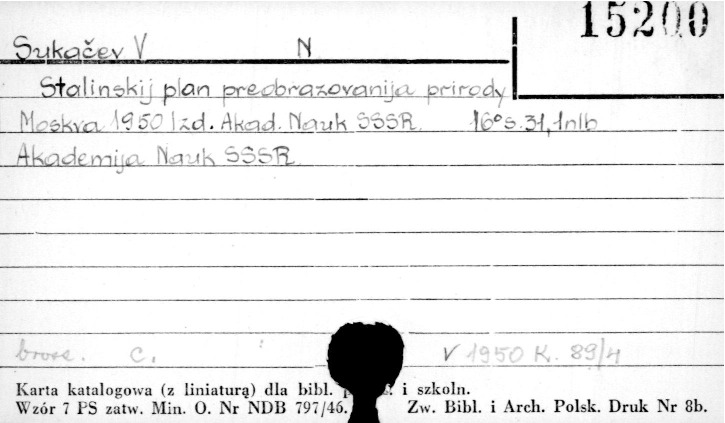 15200
Sukačev V N
Stalinskij plan preobrazovanija prirody
Moskva 1950 Izd. Akad. Nauk SSSR. 16° s. 31, 1nlb
Akademija Nauk SSSR
brosz. C. V 1950 K. 89/4
Karta katalogowa (z liniaturą) dla bibl. i szkoln.
Wzór 7 PS zatw. Min. O. Nr NDB 797/46. Zw. Bibl. i Arch. Polsk. Druk Nr 8b.